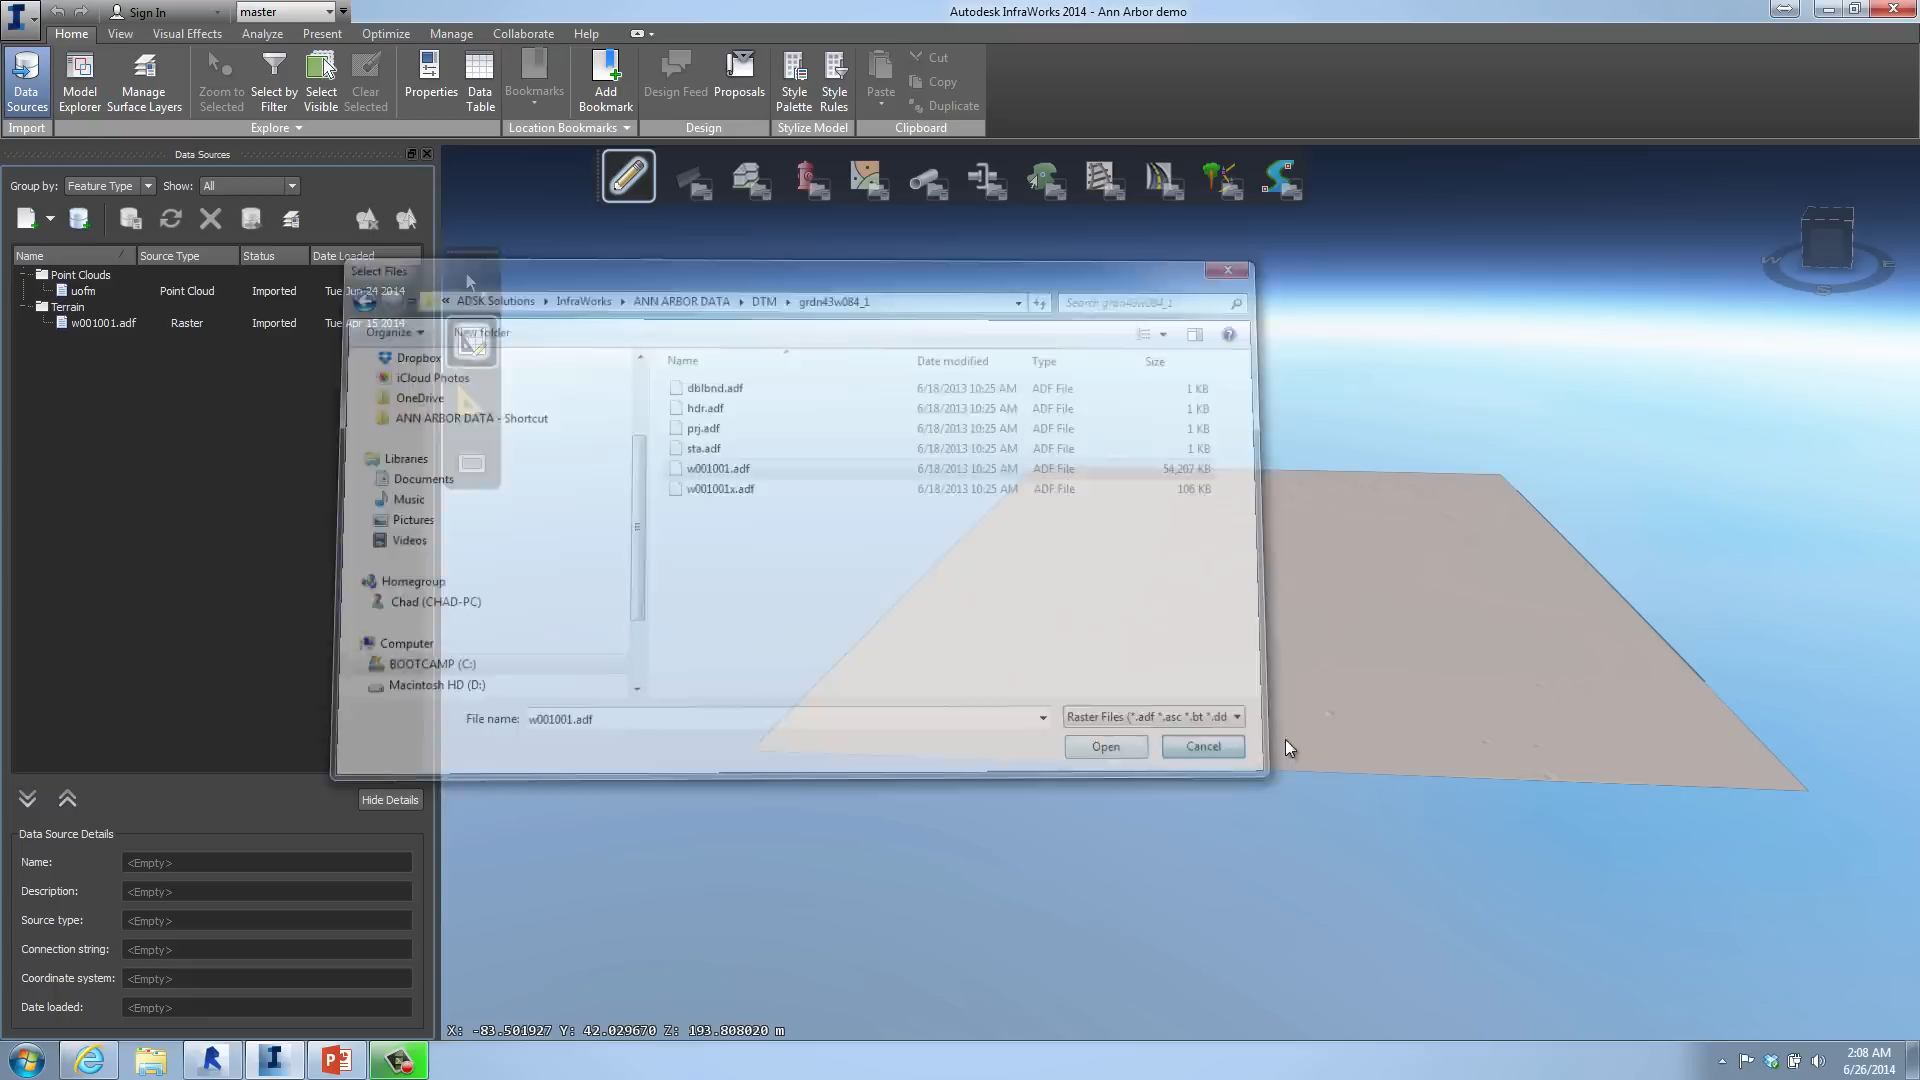 Sign In
master
Autodesk InfraWorks 2014 - Ann Arbor demo
Home View Visual Effects Analyze Present Optimize Manage Collaborate Help
Data Sources
Model Explorer
Manage Surface Layers
Zoom to Selected
Select by Filter
Select Visible
Clear Selected
Properties
Data Table
Bookmarks
Add Bookmark
Design Feed
Proposals
Style Palette
Style Rules
Paste
Cut
Copy
Duplicate
Import Explore Location Bookmarks Design Stylize Model Clipboard
Data Sources
Group by: Feature Type Show: All
Name Source Type Status Date Loaded
Point Clouds
uofm Point Cloud Imported Tue Jun 24 2014
Terrain
w001001.adf Raster Imported Tue Apr 15 2014
Select Files
« ADSK Solutions InfraWorks ANN ARBOR DATA DTM grdn43w084_1
Search grdn43w084_1
Organize New folder
Dropbox
iCloud Photos
OneDrive
ANN ARBOR DATA - Shortcut
Libraries
Documents
Music
Pictures
Videos
Homegroup
Chad (CHAD-PC)
Computer
BOOTCAMP (C:)
Macintosh HD (D:)
Name Date modified Type Size
dblbnd.adf 6/18/2013 10:25 AM ADF File 1 KB
hdr.adf 6/18/2013 10:25 AM ADF File 1 KB
prj.adf 6/18/2013 10:25 AM ADF File 1 KB
sta.adf 6/18/2013 10:25 AM ADF File 1 KB
w001001.adf 6/18/2013 10:25 AM ADF File 54,207 KB
w001001x.adf 6/18/2013 10:25 AM ADF File 106 KB
File name: w001001.adf
Raster Files (*.adf *.asc *.bt *.dd
Open Cancel
W S E
Hide Details
Data Source Details
Name: <Empty>
Description: <Empty>
Source type: <Empty>
Connection string: <Empty>
Coordinate system: <Empty>
Date loaded: <Empty>
X: -83.501927 Y: 42.029670 Z: 193.808020 m
2:08 AM
6/26/2014